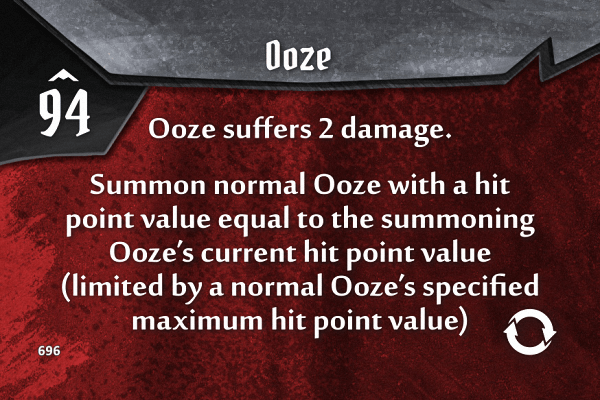 Ooze
94
Ooze suffers 2 damage.
Summon normal Ooze with a hit
point value equal to the summoning
Ooze's current hit point value
(limited by a normal Ooze's specified
maximum hit point value)
696